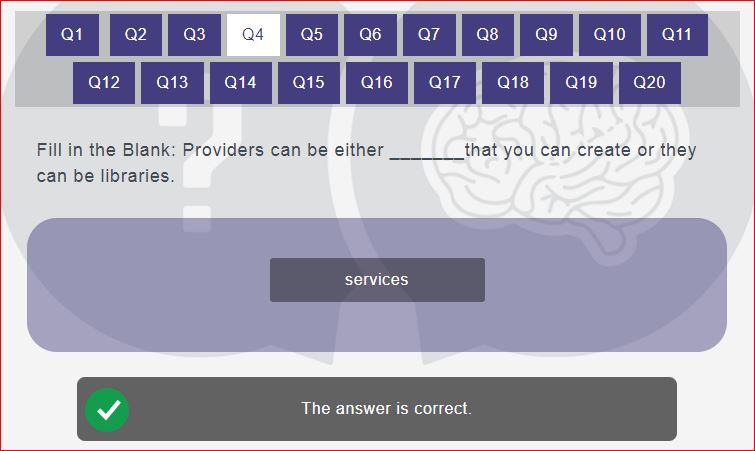 Q1 Q2 Q3 Q4 Q5 Q6 Q7 Q8 Q9 Q10 Q11
Q12 Q13 Q14 Q15 Q16 Q17 Q18 Q19 Q20
Fill in the Blank: Providers can be either _______that you can create or they
can be libraries.
services
The answer is correct.